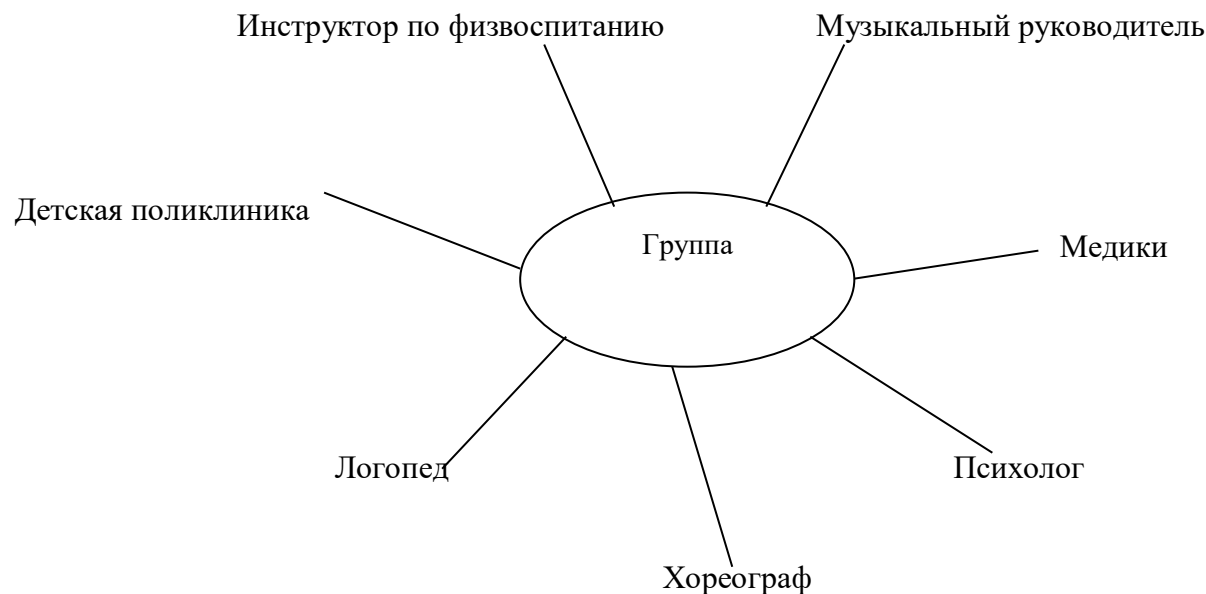 Инструктор по физвоспитанию
Музыкальный руководитель
Детская поликлиника
Группа
Медики
Логопед
Психолог
Хореограф